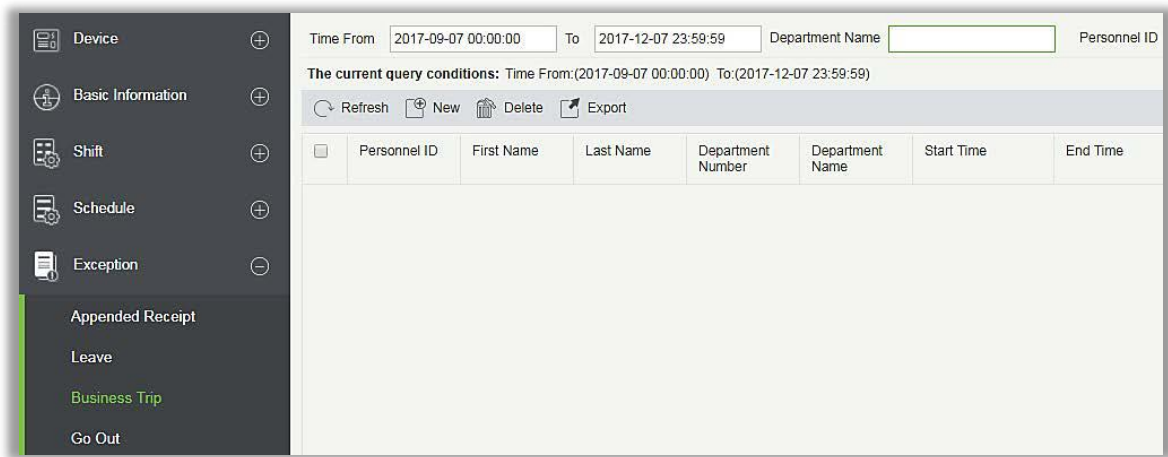 Device
Basic Information
Shift
Schedule
Exception
Appended Receipt
Leave
Business Trip
Go Out
Time From 2017-09-07 00:00:00 To 2017-12-07 23:59:59 Department Name Personnel ID
The current query conditions: Time From:(2017-09-07 00:00:00) To:(2017-12-07 23:59:59)
Refresh New Delete Export
Personnel ID First Name Last Name Department Number Department Name Start Time End Time